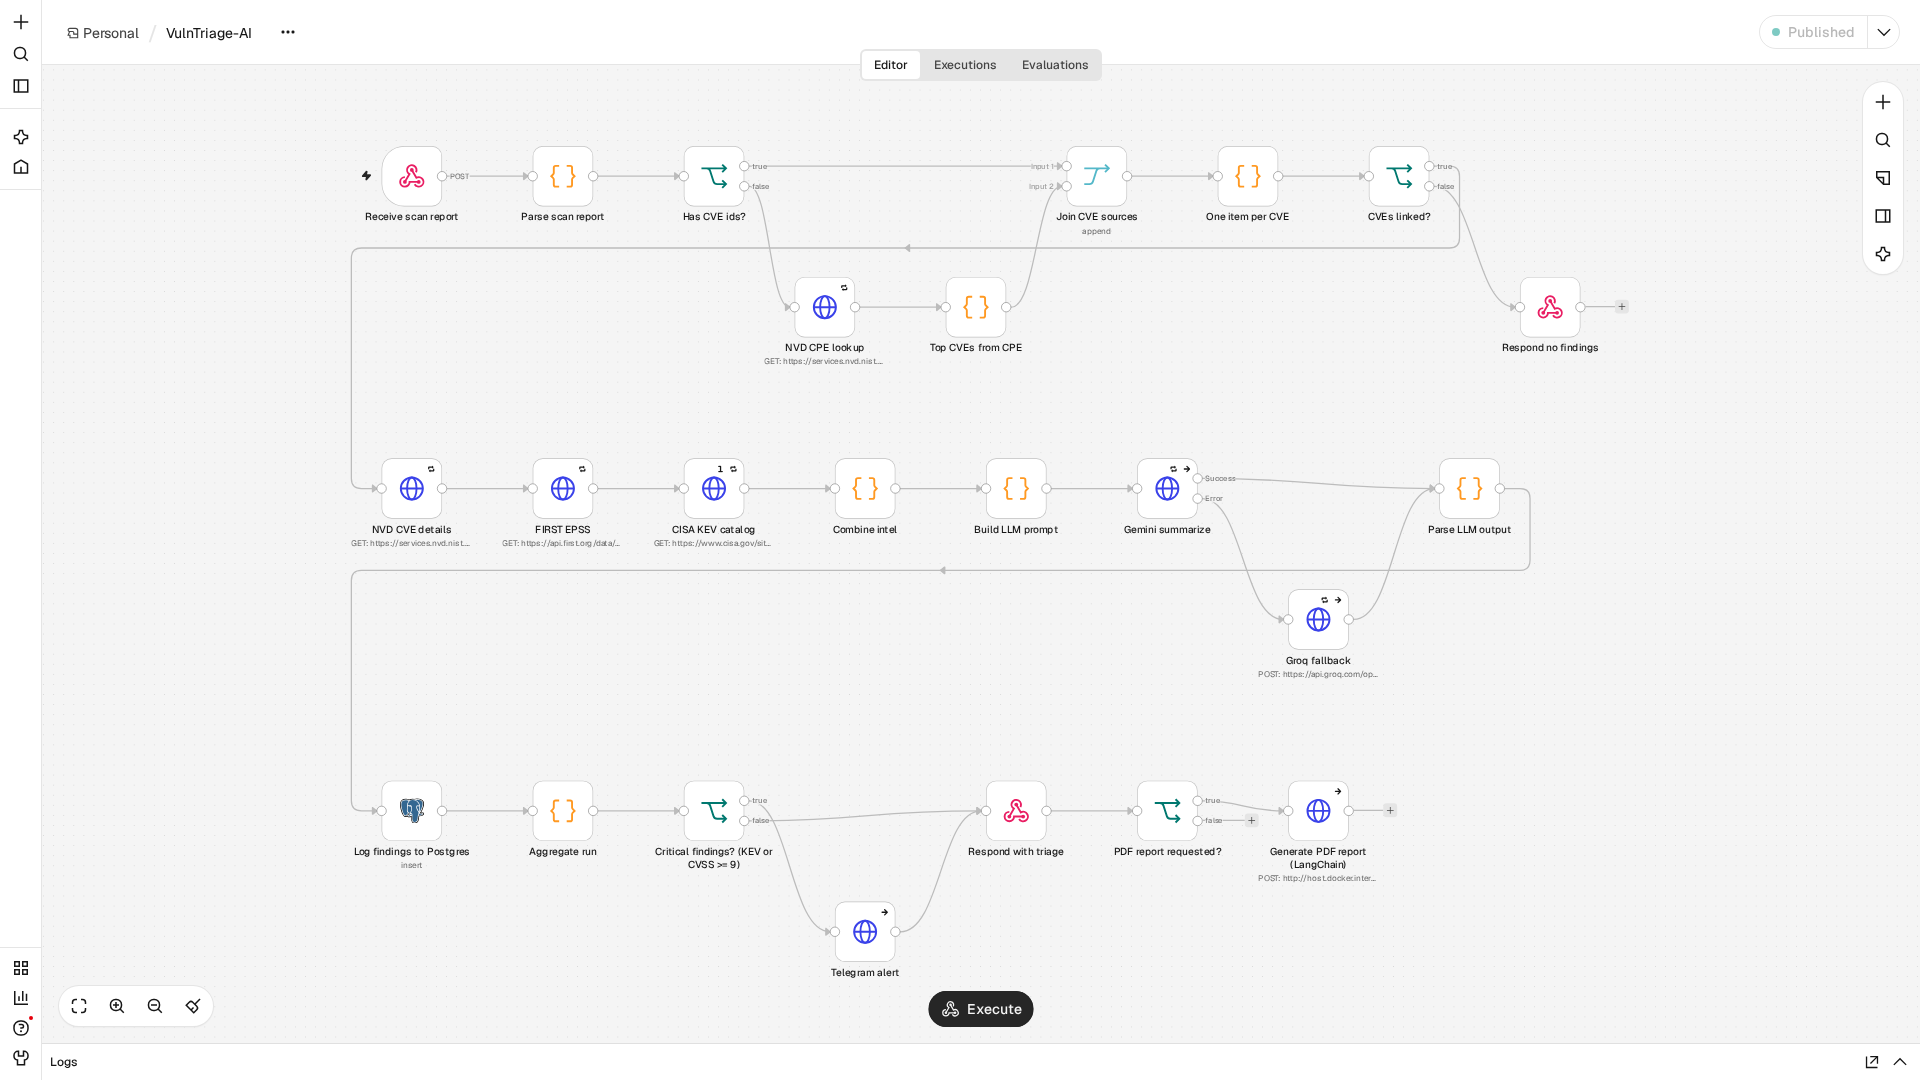 Personal / VulnTriage-AI
Published
Editor Executions Evaluations
POST true false Input 1 Input 2 true false
Receive scan report Parse scan report Has CVE ids? Join CVE sources One item per CVE CVEs linked?
append
NVD CPE lookup Top CVEs from CPE Respond no findings
GET: https://services.nvd.nist....
1
Success
Error
NVD CVE details FIRST EPSS CISA KEV catalog Combine intel Build LLM prompt Gemini summarize Parse LLM output
GET: https://services.nvd.nist.... GET: https://api.first.org/data/... GET: https://www.cisa.gov/sit...
Groq fallback
POST: https://api.groq.com/op...
true true
false false
Log findings to Postgres Aggregate run Critical findings? (KEV or Respond with triage PDF report requested? Generate PDF report
insert CVSS >= 9) (LangChain)
POST: http://host.docker.inter...
Telegram alert
Execute
Logs